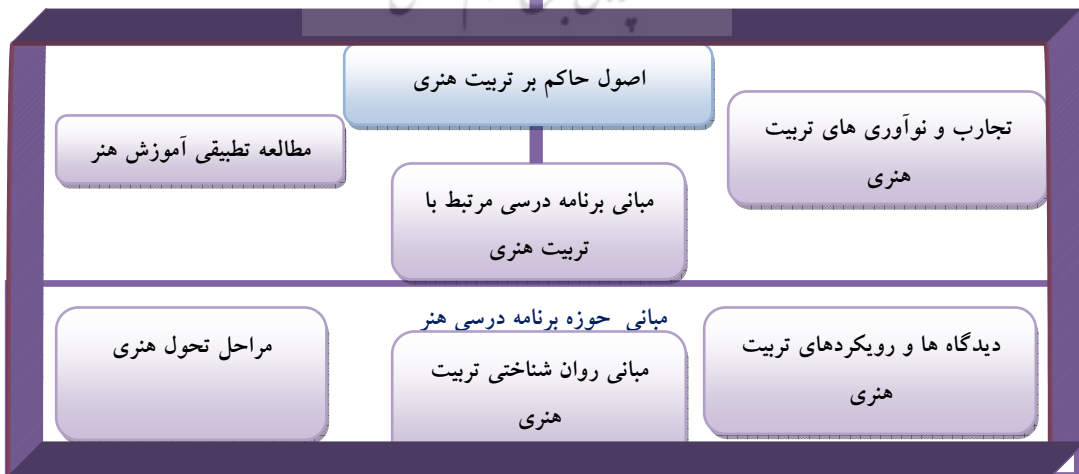 اصول حاکم بر تربیت هنری
تجارب و نوآوری های تربیت
هنری
مطالعه تطبیقی آموزش هنر
مبانی برنامه درسی مرتبط با
تربیت هنری
مبانی حوزه برنامه درسی هنر
دیدگاه ها و رویکردهای تربیت
هنری
مبانی روان شناختی تربیت
هنری
مراحل تحول هنری